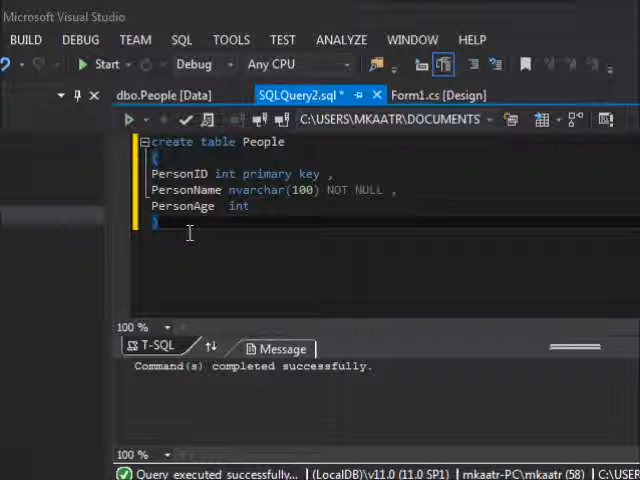 Microsoft Visual Studio
BUILD DEBUG TEAM SQL TOOLS TEST ANALYZE WINDOW HELP
Start Debug Any CPU
dbo.People [Data] SQLQuery2.sql * Form1.cs [Design]
C:\USERS\MKAATR\DOCUMENTS
create table People
(
PersonID int primary key ,
PersonName nvarchar(100) NOT NULL ,
PersonAge int
)
100 %
T-SQL Message
Command(s) completed successfully.
100 %
Query executed successfully... (LocalDB)\v11.0 (11.0 SP1) mkaatr-PC\mkaatr (58) C:\USER